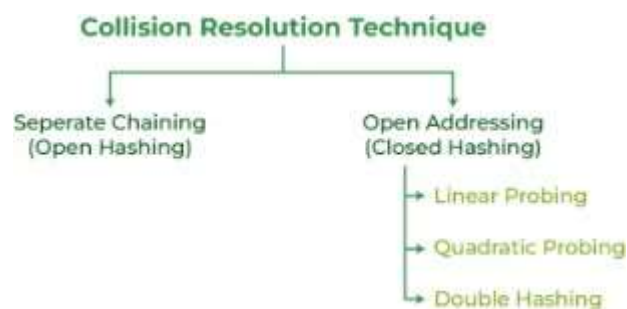 Collision Resolution Technique
Seperate Chaining
(Open Hashing)
Open Addressing
(Closed Hashing)
Linear Probing
Quadratic Probing
Double Hashing